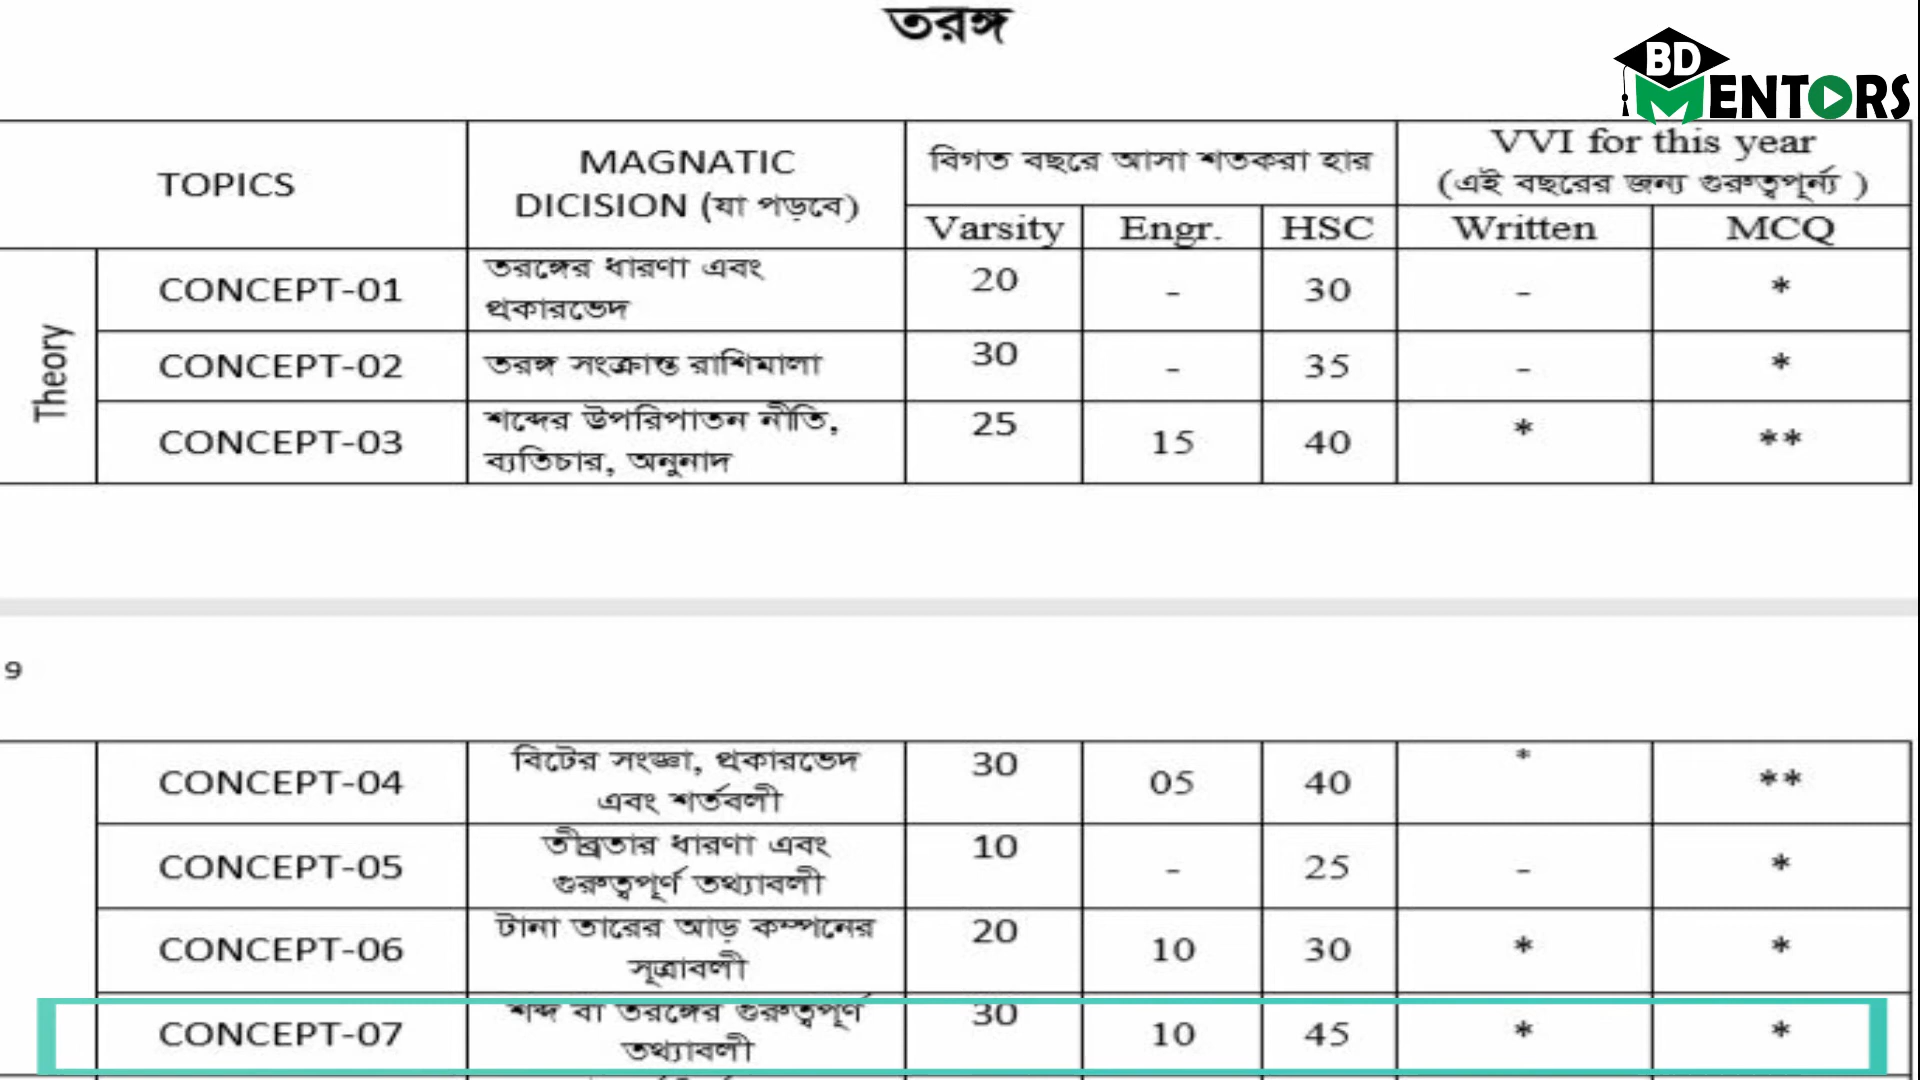 তরঙ্গ
BD MENTORS
TOPICS
MAGNATIC
DICISION (যা পড়বে)
বিগত বছরে আসা শতকরা হার
VVI for this year
(এই বছরের জন্য গুরুত্বপূর্ন্য )
Varsity Engr. HSC Written MCQ
Theory
CONCEPT-01 তরঙ্গের ধারণা এবং
প্রকারভেদ
20 - 30 - *
CONCEPT-02 তরঙ্গ সংক্রান্ত রাশিমালা 30 - 35 - *
CONCEPT-03 শব্দের উপরিপাতন নীতি,
ব্যতিচার, অনুনাদ
25 15 40 * **
9
CONCEPT-04 বিটের সংজ্ঞা, প্রকারভেদ
এবং শর্তবলী
30 05 40 * **
CONCEPT-05 তীব্রতার ধারণা এবং
গুরুত্বপূর্ণ তথ্যাবলী
10 - 25 - *
CONCEPT-06 টানা তারের আড় কম্পনের
সূত্রাবলী
20 10 30 * *
CONCEPT-07 শব্দ বা তরঙ্গের গুরুত্বপূর্ণ
তথ্যাবলী
30 10 45 * *